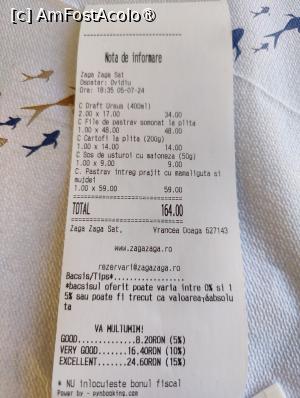 [c] AmFostAcolo®
Nota de informare
Zaga Zaga Sat
Ospatar: Ovidiu
Ora: 18:35 05-07-24
C Draft Ursus (400ml)
2.00 x 17.00 34.00
C File de pastrav somonat la plita
1.00 x 48.00 48.00
C Cartofi la plita (200g)
1.00 x 14.00 14.00
C Sos de usturoi cu maioneza (50g)
1.00 x 9.00 9.00
C. Pastrav intreg prajit cu mamaliguta si
mujdei
1.00 x 59.00 59.00
TOTAL 164.00
Zaga Zaga Sat, Vrancea Doaga 627143
www.zagazaga.ro
rezervari@zagazaga.ro
Bacsis/Tips*..................
*bacsisul oferit poate varia intre 0% si 1
5% sau poate fi trecut ca valoarea absolu
ta
VA MULTUMIM!
GOOD..........8.20RON (5%)
VERY GOOD.......16.40RON (10%)
EXCELLENT.......24.60RON (15%)
* NU inlocuieste bonul fiscal
Power by - pynbooking.com